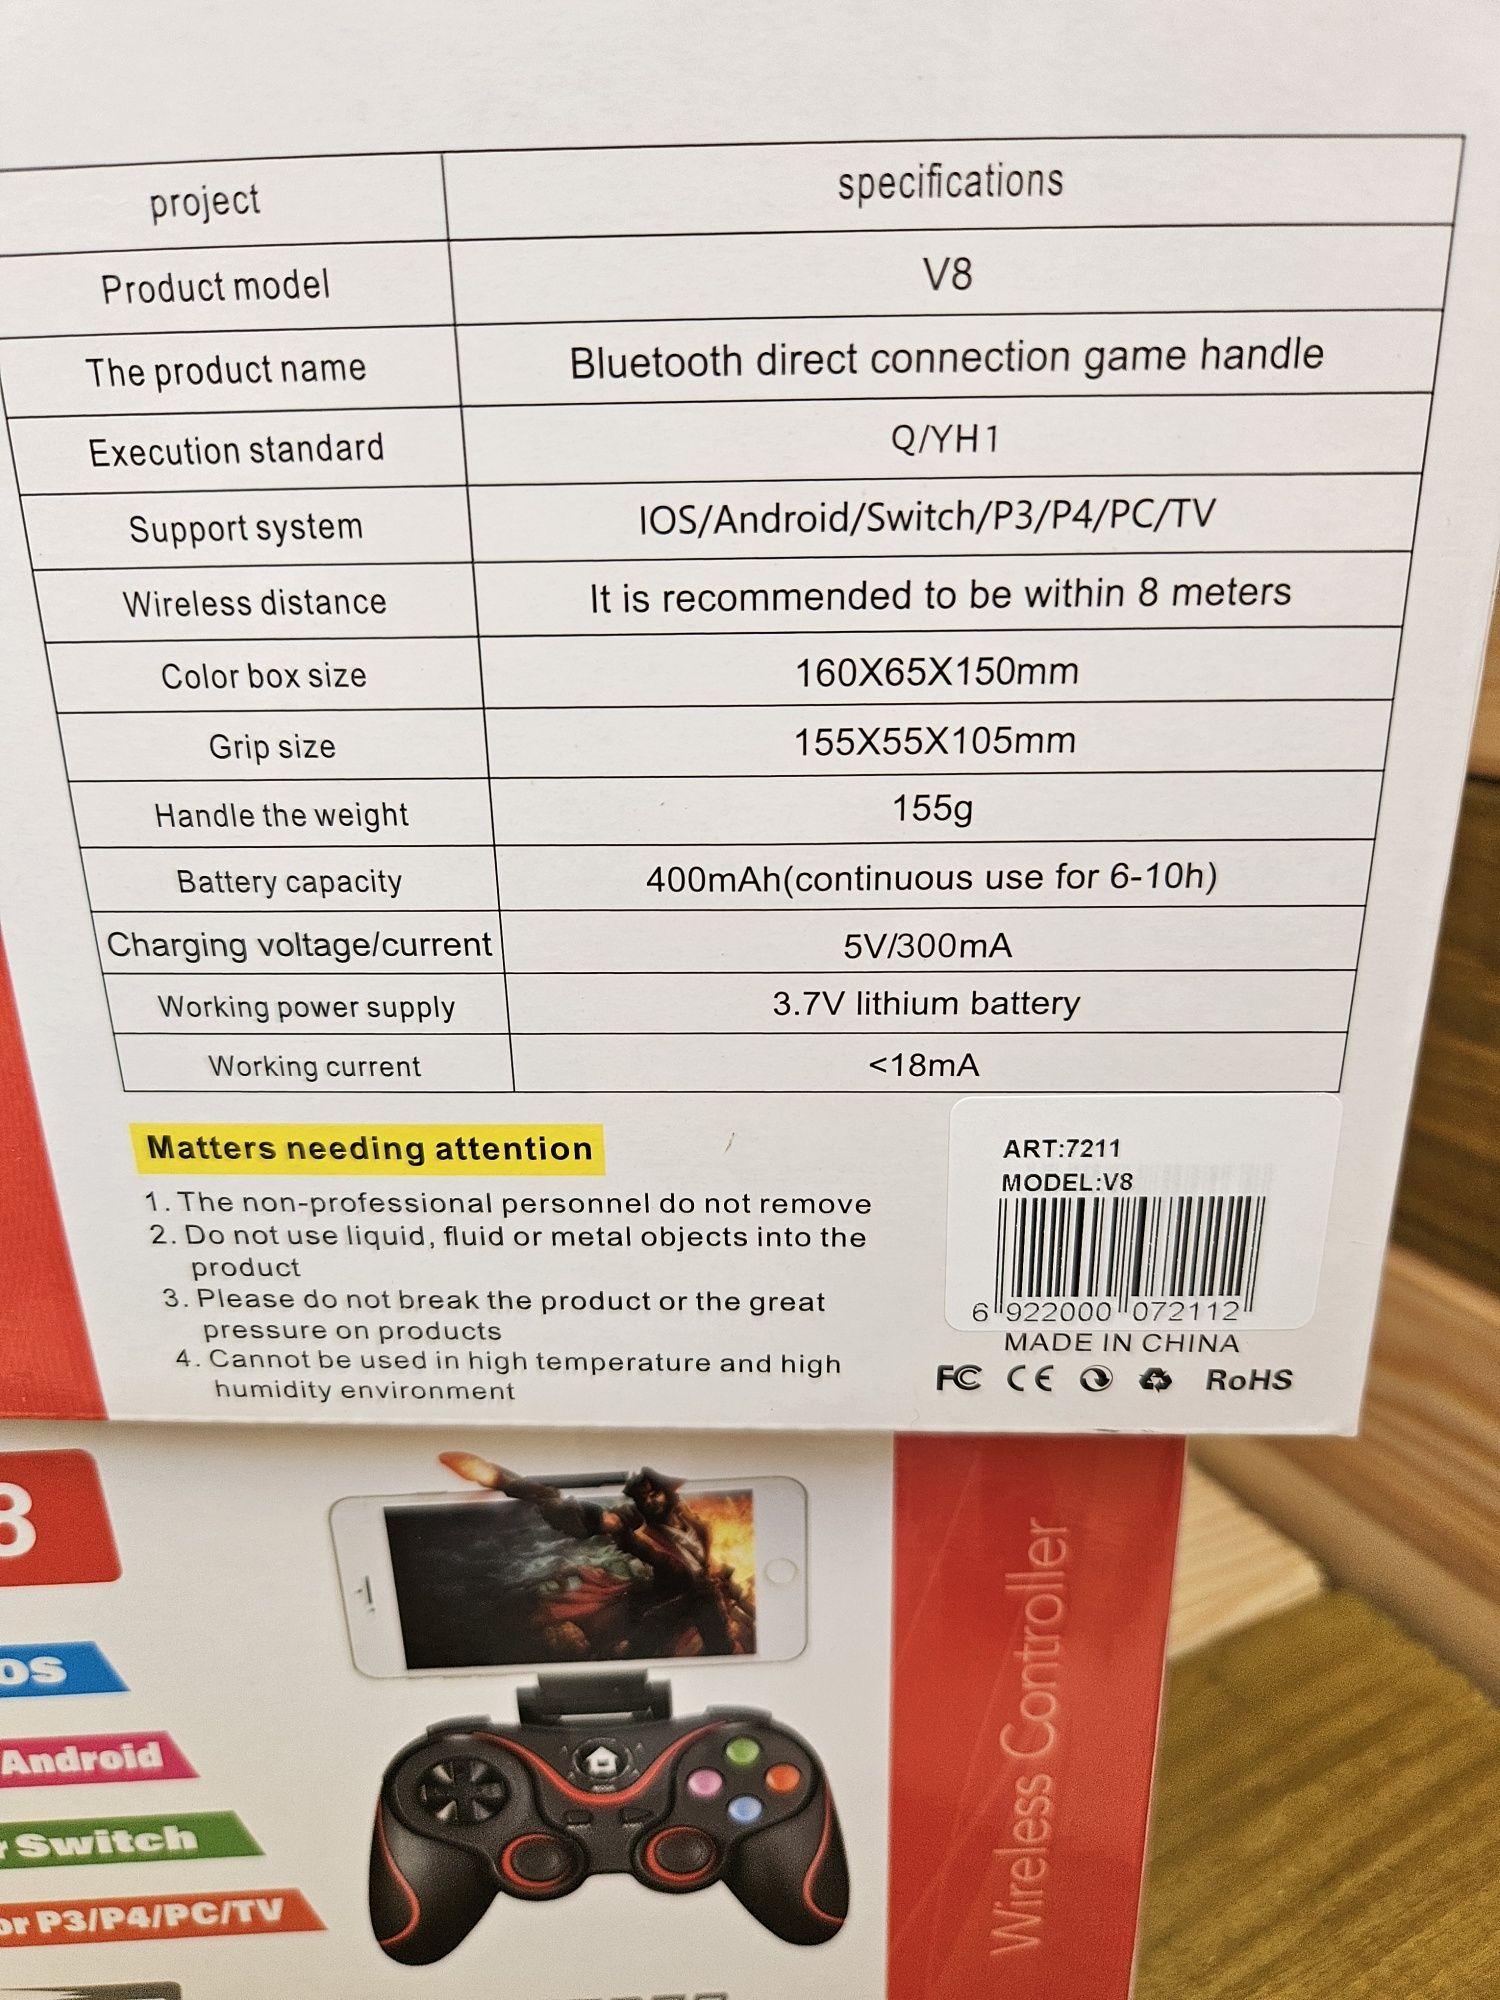 project specifications
Product model V8
The product name Bluetooth direct connection game handle
Execution standard Q/YH1
Support system IOS/Android/Switch/P3/P4/PC/TV
Wireless distance It is recommended to be within 8 meters
Color box size 160X65X150mm
Grip size 155X55X105mm
Handle the weight 155g
Battery capacity 400mAh(continuous use for 6-10h)
Charging voltage/current 5V/300mA
Working power supply 3.7V lithium battery
Working current <18mA
Matters needing attention
1. The non-professional personnel do not remove
2. Do not use liquid, fluid or metal objects into the
product
3. Please do not break the product or the great
pressure on products
4. Cannot be used in high temperature and high
humidity environment
ART:7211
MODEL:V8
6 922000 072112
MADE IN CHINA
FC CE RoHS
8
OS
Android
Switch
or P3/P4/PC/TV
Wireless Controller